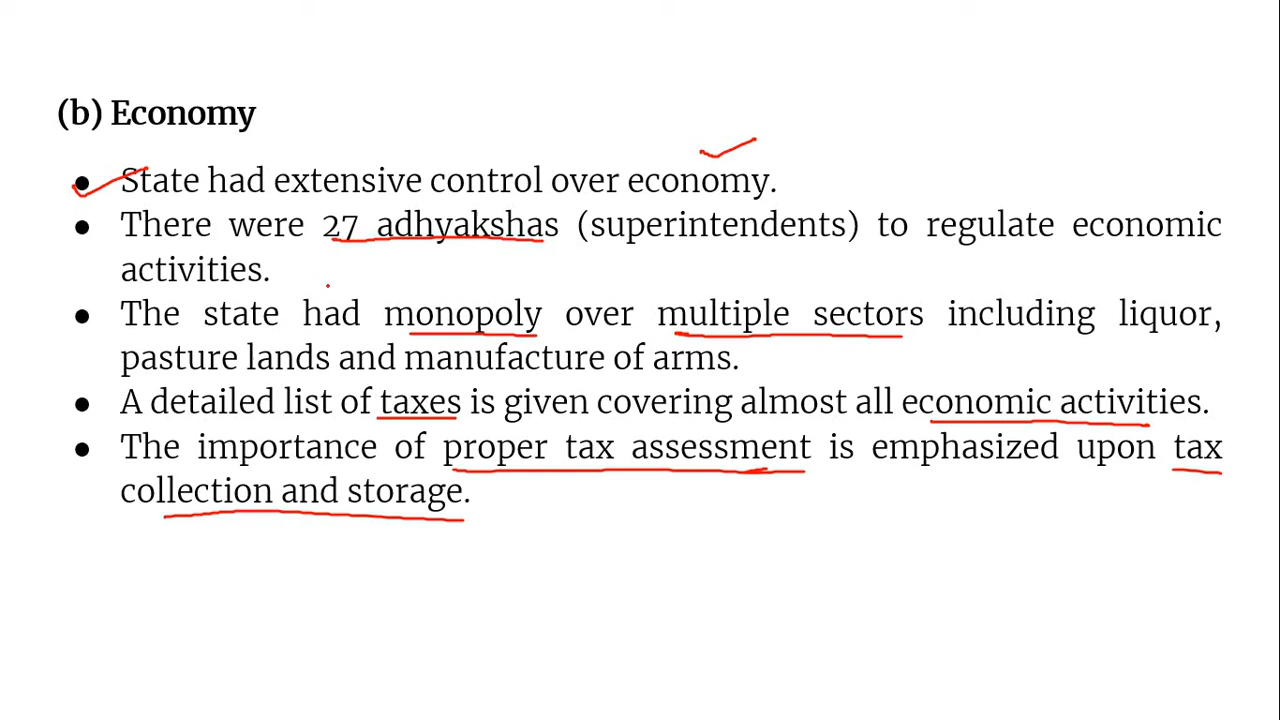 (b) Economy
● State had extensive control over economy.
● There were 27 adhyakshas (superintendents) to regulate economic
activities.
● The state had monopoly over multiple sectors including liquor,
pasture lands and manufacture of arms.
● A detailed list of taxes is given covering almost all economic activities.
● The importance of proper tax assessment is emphasized upon tax
collection and storage.